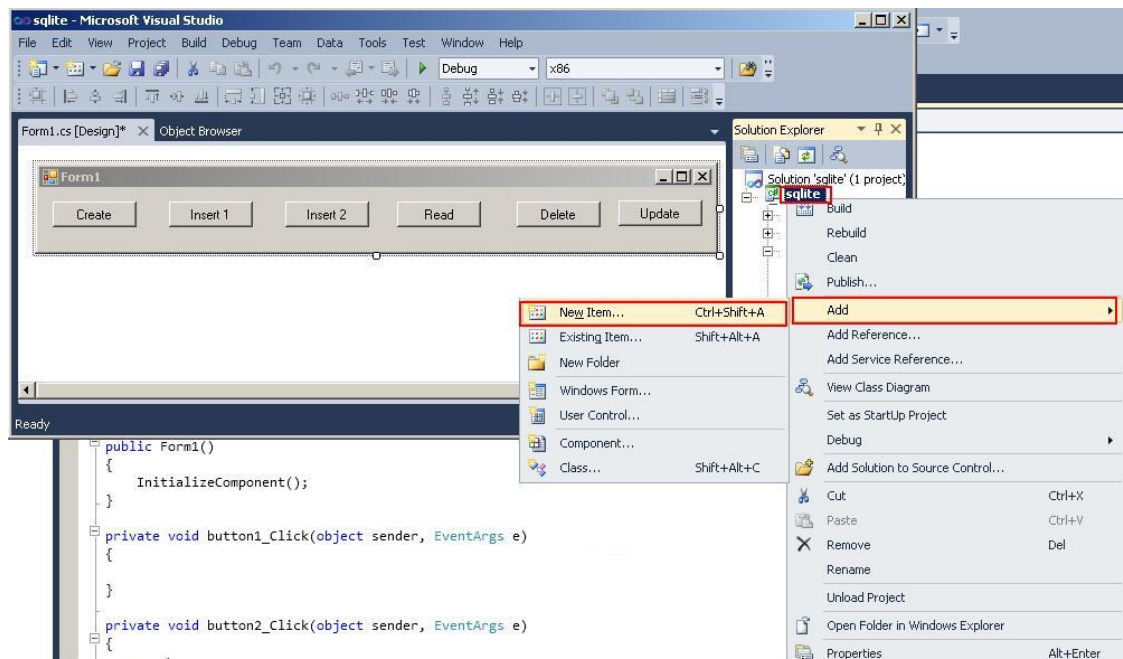 sqlite - Microsoft Visual Studio
File Edit View Project Build Debug Team Data Tools Test Window Help
Debug x86
Form1.cs [Design]* Object Browser
Solution Explorer
Solution 'sqlite' (1 project)
sqlite
Form1
Create Insert 1 Insert 2 Read Delete Update
Build
Rebuild
Clean
Publish...
Add
Add Reference...
Add Service Reference...
View Class Diagram
Set as StartUp Project
Debug
Add Solution to Source Control...
Cut Ctrl+X
Paste Ctrl+V
Remove Del
Rename
Unload Project
Open Folder in Windows Explorer
Properties Alt+Enter
New Item... Ctrl+Shift+A
Existing Item... Shift+Alt+A
New Folder
Windows Form...
User Control...
Component...
Class... Shift+Alt+C
Ready
public Form1()
{
InitializeComponent();
}
private void button1_Click(object sender, EventArgs e)
{
}
private void button2_Click(object sender, EventArgs e)
{